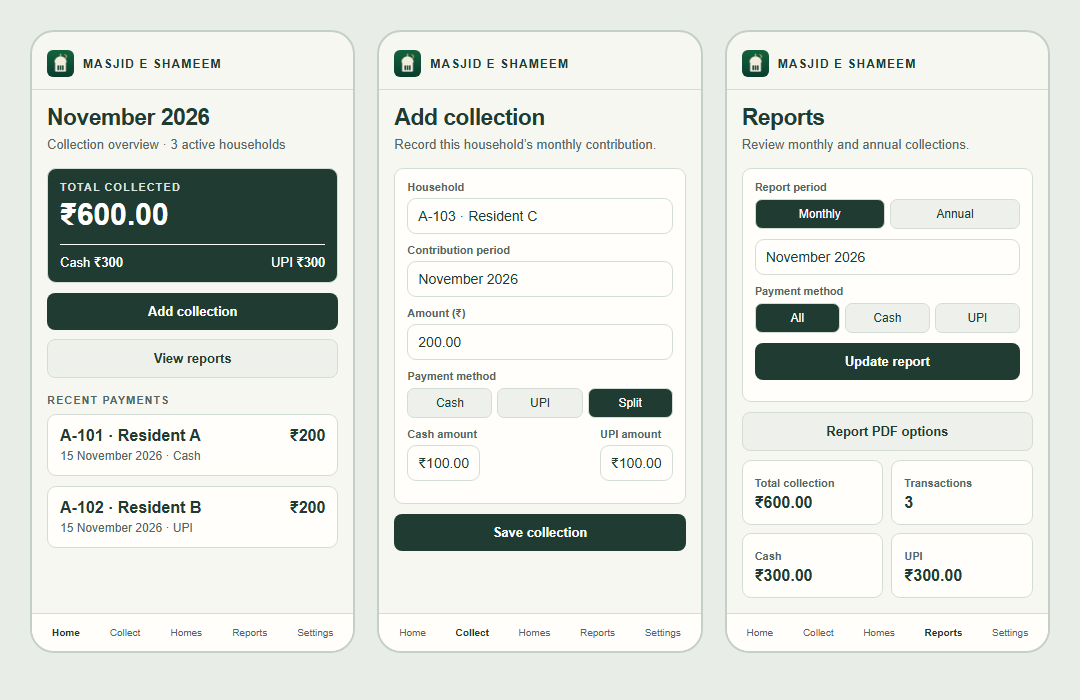 MASJID E SHAMEEM
November 2026
Collection overview · 3 active households
TOTAL COLLECTED
₹600.00
Cash ₹300
UPI ₹300
Add collection
View reports
RECENT PAYMENTS
A-101 · Resident A
₹200
15 November 2026 · Cash
A-102 · Resident B
₹200
15 November 2026 · UPI
Home
Collect
Homes
Reports
Settings
MASJID E SHAMEEM
Add collection
Record this household's monthly contribution.
Household
A-103 · Resident C
Contribution period
November 2026
Amount (₹)
200.00
Payment method
Cash
UPI
Split
Cash amount
UPI amount
₹100.00
₹100.00
Save collection
Home
Collect
Homes
Reports
Settings
MASJID E SHAMEEM
Reports
Review monthly and annual collections.
Report period
Monthly
Annual
November 2026
Payment method
All
Cash
UPI
Update report
Report PDF options
Total collection
₹600.00
Transactions
3
Cash
₹300.00
UPI
₹300.00
Home
Collect
Homes
Reports
Settings